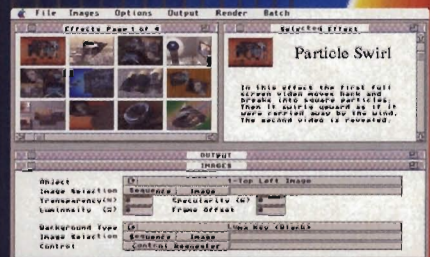 File Images Options Output Render Batch
Effects Page 1 of 4
Selected Effect
Particle Swirl
In this effect the first full
screen video moves back and
breaks into square particles.
Then it swirls upward as if it
were carried away by the wind.
The second video is revealed.
OUTPUT
IMAGES
Object
-Top Left Image
Image Selection Sequence Image
Transparency(%) Specularity (%)
Luminosity (%) Frame Offset
Background Type Luma Key (Black)
Image Selection Sequence Image
Control Control Requester